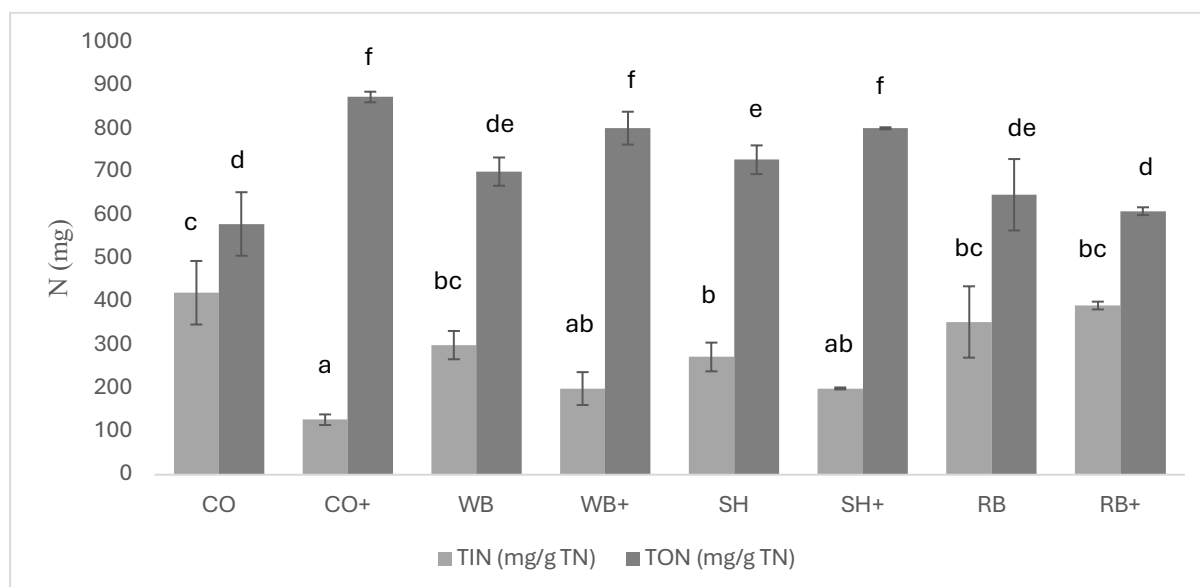 N (mg)
1000
900
800
700
600
500
400
300
200
100
0
c
d
a
f
bc
de
ab
f
b
e
ab
f
bc
de
bc
d
CO
CO+
WB
WB+
SH
SH+
RB
RB+
TIN (mg/g TN)
TON (mg/g TN)